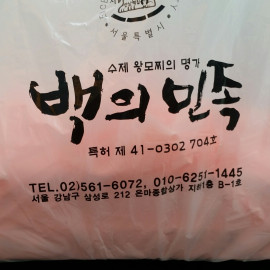 · 서울특별시 ·
수제 왕모찌의 명가
백의민족
특허 제 41-0302 704호
TEL.02)561-6072, 010-6251-1445
서울 강남구 삼성로 212 은마종합상가 지하1층 B-1호